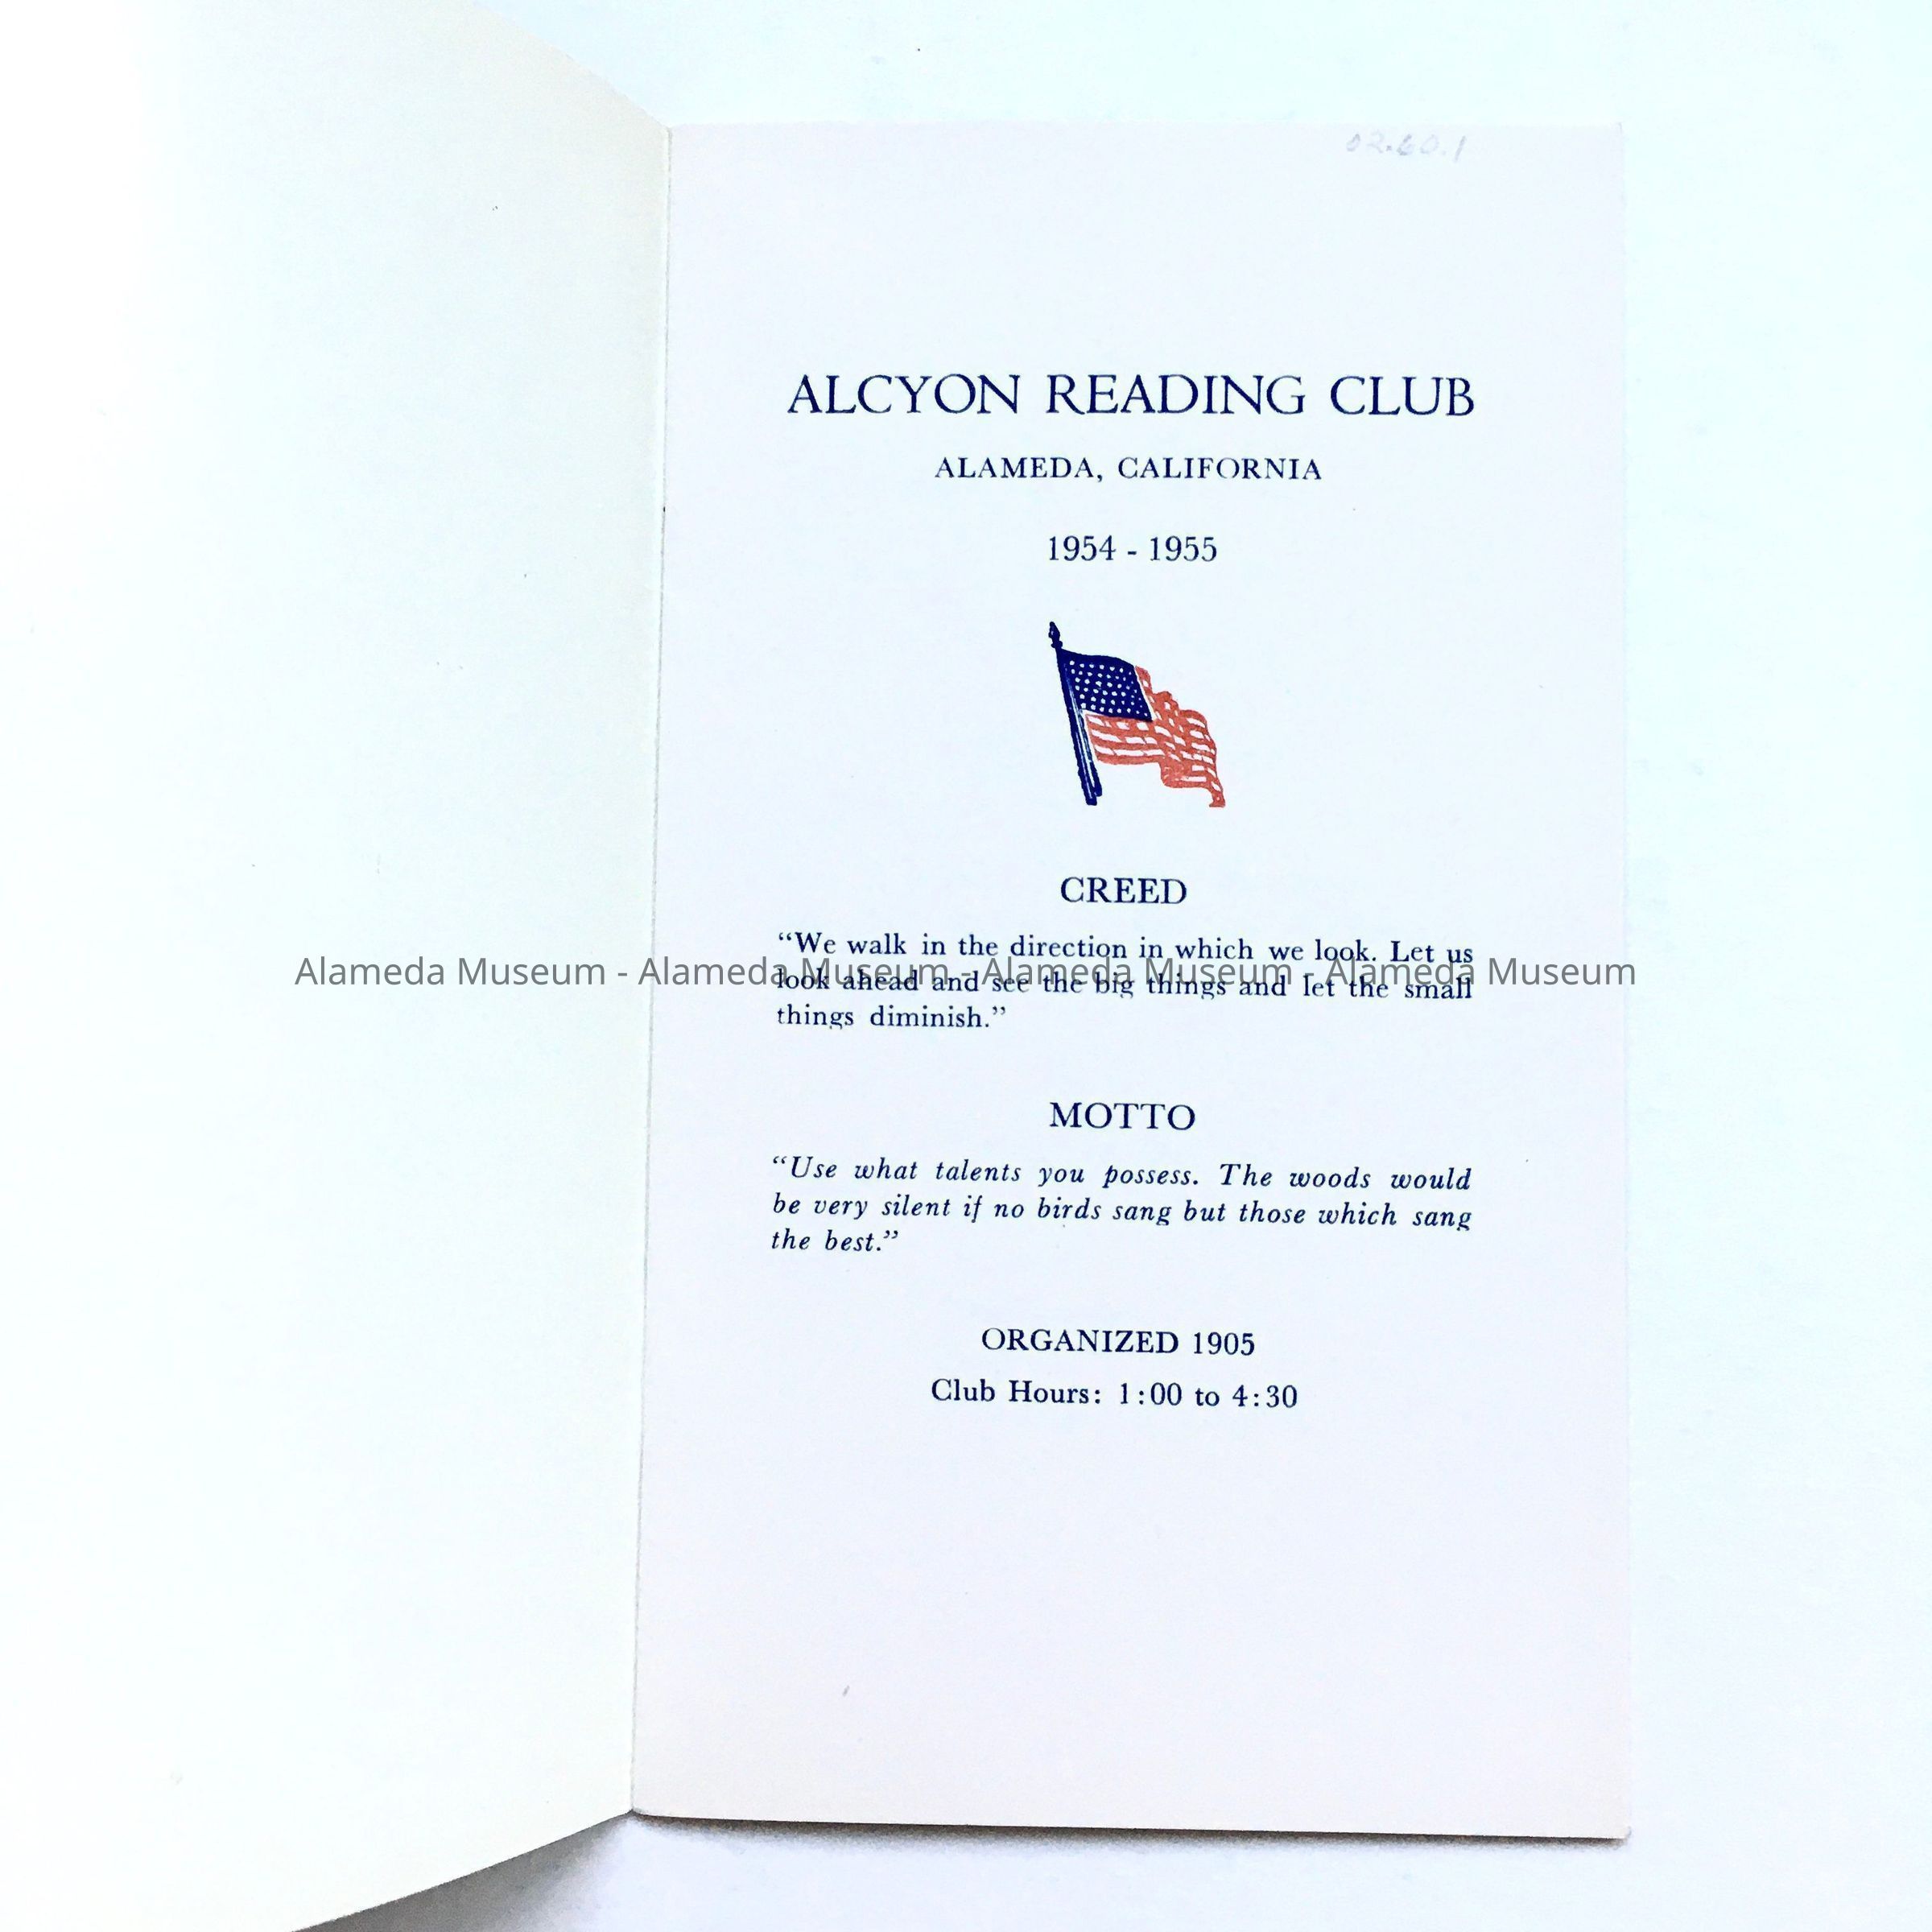 02.60.1
ALCYON READING CLUB
ALAMEDA, CALIFORNIA
1954 - 1955
CREED
“We walk in the direction in which we look. Let us
Alameda Museum - Alameda Museum - Alameda Museum - Alameda Museum
look ahead and see the big things and let the small
things diminish.”
MOTTO
“Use what talents you possess. The woods would
be very silent if no birds sang but those which sang
the best.”
ORGANIZED 1905
Club Hours: 1:00 to 4:30